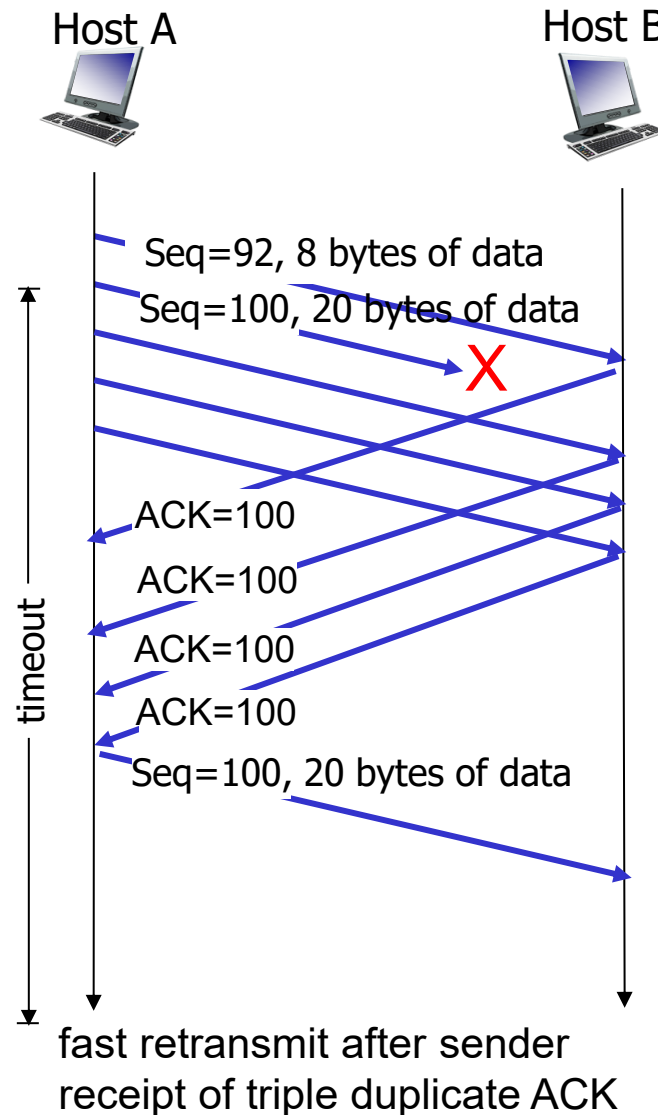 Host A
Host B
Seq=92, 8 bytes of data
Seq=100, 20 bytes of data
X
ACK=100
ACK=100
timeout
ACK=100
ACK=100
Seq=100, 20 bytes of data
fast retransmit after sender
receipt of triple duplicate ACK